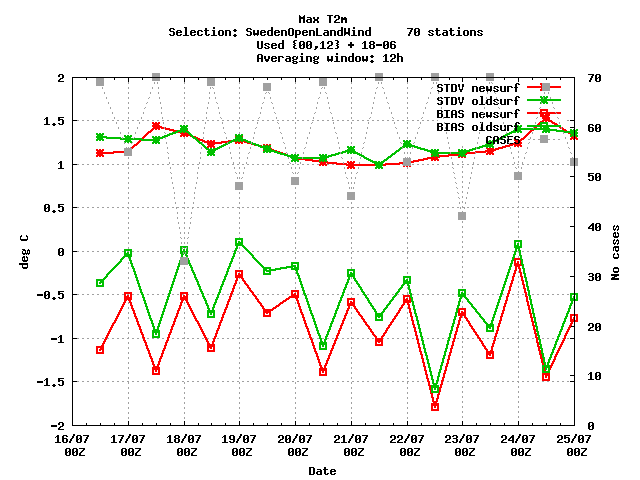 Max T2m
Selection: SwedenOpenLandWind 70 stations
Used {00,12} + 18-06
Averaging window: 12h
STDV newsurf
STDV oldsurf
BIAS newsurf
BIAS oldsurf
CASES
deg C
2
1.5
1
0.5
0
-0.5
-1
-1.5
-2
No cases
70
60
50
40
30
20
10
0
16/07 17/07 18/07 19/07 20/07 21/07 22/07 23/07 24/07 25/07
00Z 00Z 00Z 00Z 00Z 00Z 00Z 00Z 00Z 00Z
Date